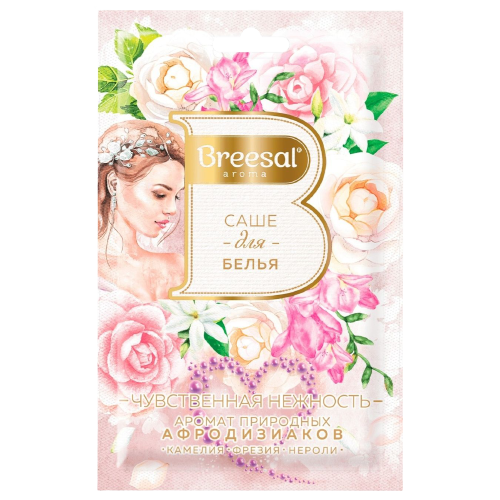 Breesal®
aroma
САШЕ
для
БЕЛЬЯ
ЧУВСТВЕННАЯ НЕЖНОСТЬ
АРОМАТ ПРИРОДНЫХ
АФРОДИЗИАКОВ
•КАМЕЛИЯ•ФРЕЗИЯ•НЕРОЛИ•